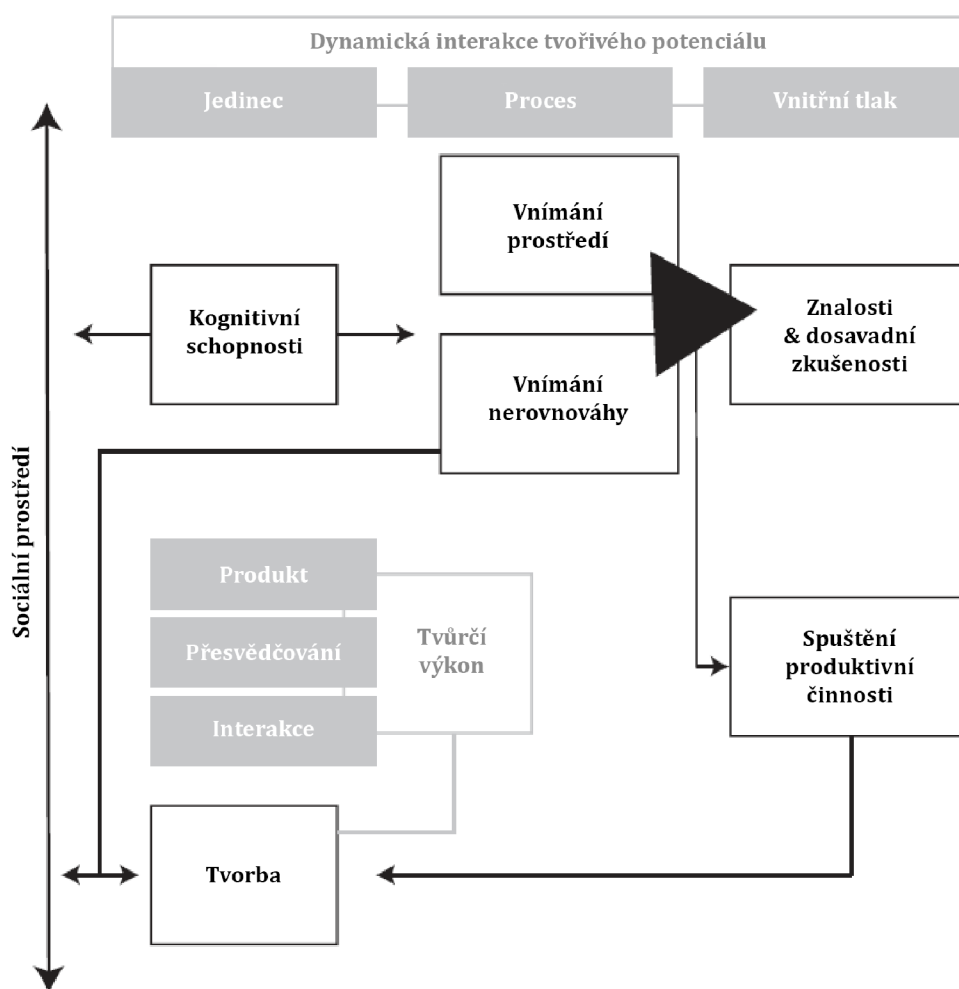 Dynamická interakce tvořivého potenciálu
Jedinec
Proces
Vnitřní tlak
Vnímání
prostředí
Kognitivní
schopnosti
Znalosti
& dosavadní
zkušenosti
Vnímání
nerovnováhy
Sociální prostředí
Produkt
Přesvědčování
Interakce
Tvůrčí
výkon
Spuštění
produktivní
činnosti
Tvorba